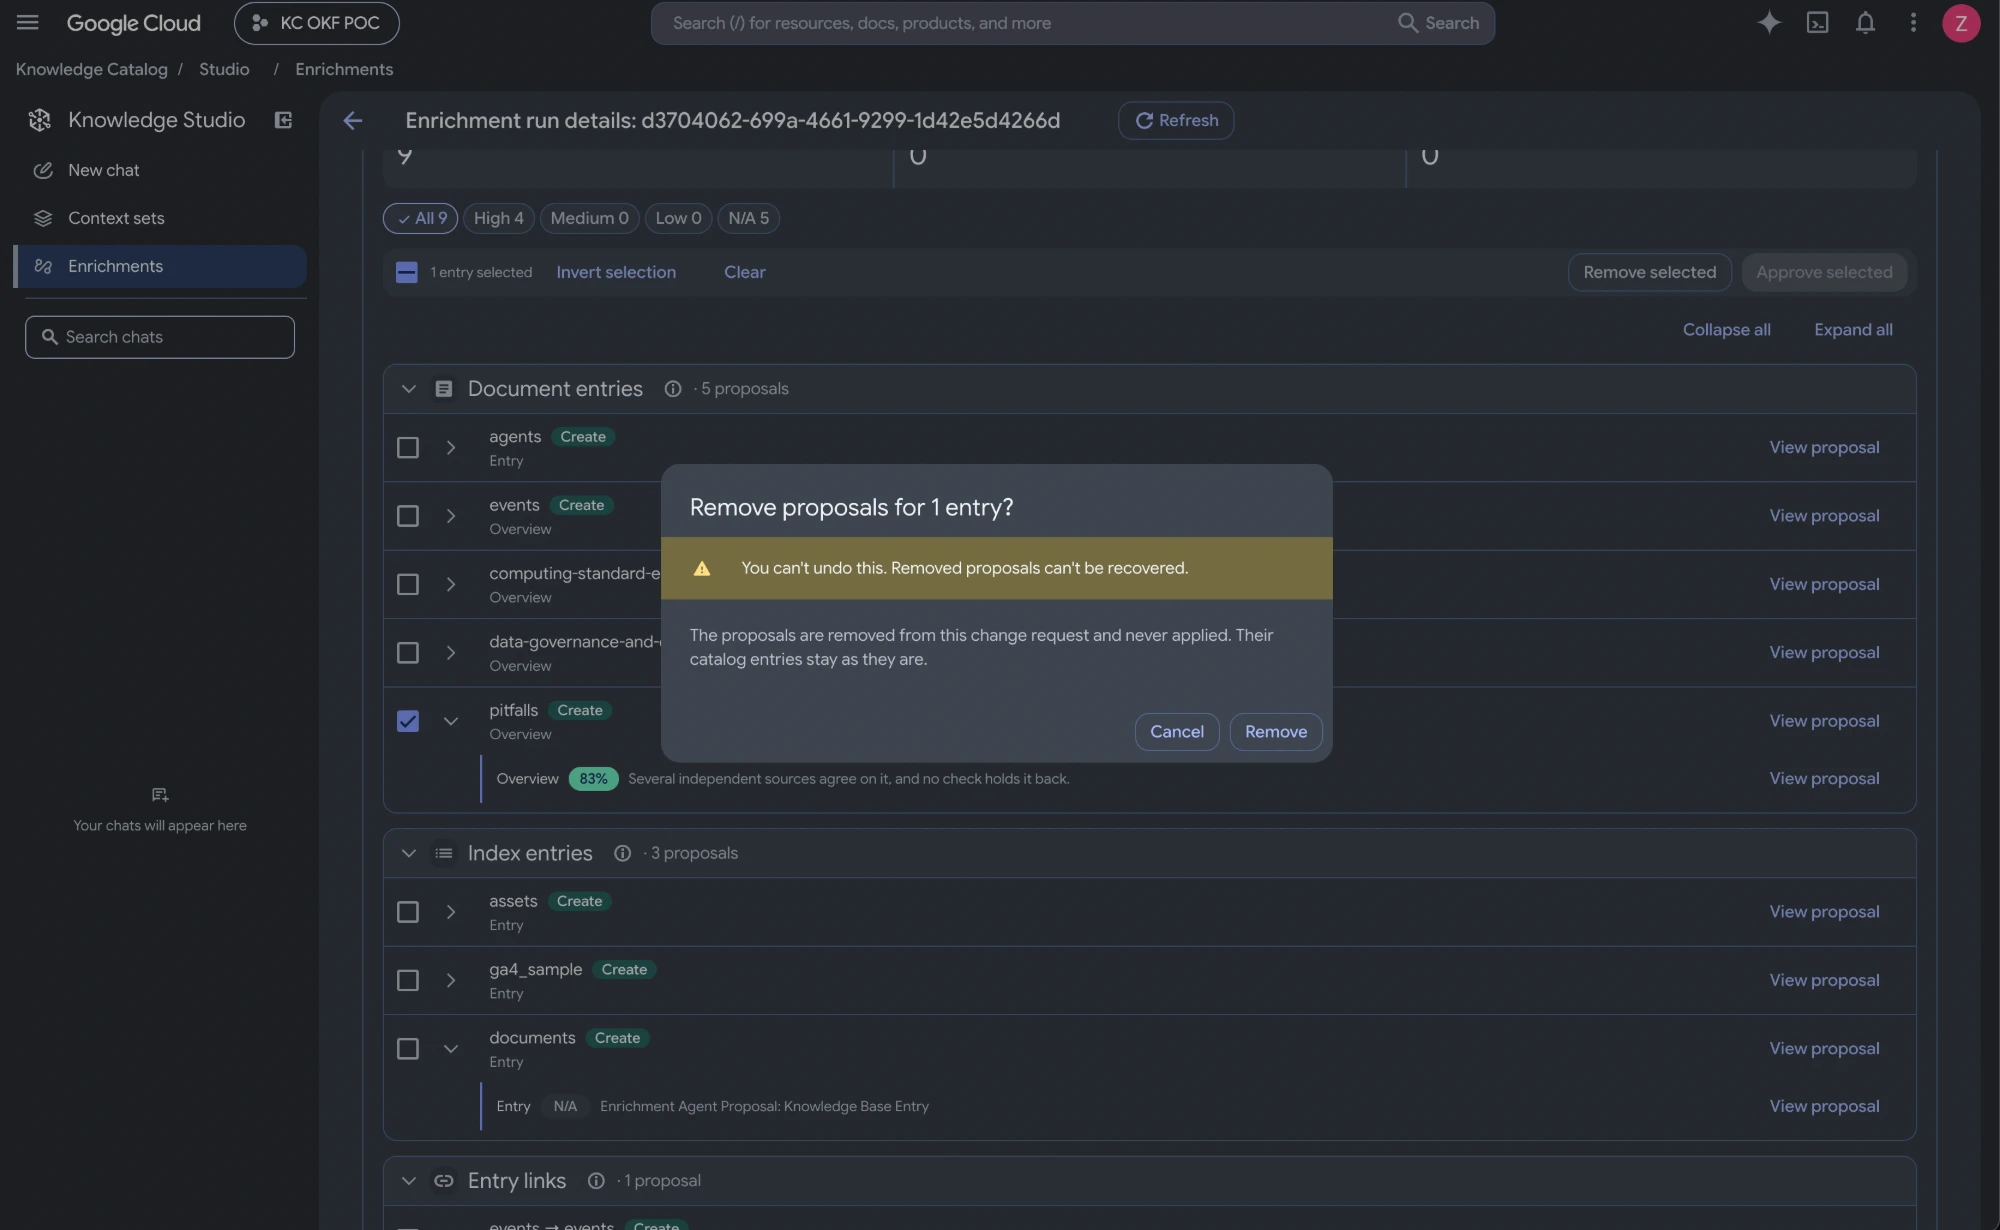 Google Cloud
KC OKF POC
Search (/) for resources, docs, products, and more
Search
Z
Knowledge Catalog / Studio / Enrichments
Knowledge Studio
New chat
Context sets
Enrichments
Search chats
Your chats will appear here
Enrichment run details: d3704062-699a-4661-9299-1d42e5d4266d
Refresh
9 0 0
All 9 High 4 Medium 0 Low 0 N/A 5
1 entry selected Invert selection Clear Remove selected Approve selected
Collapse all Expand all
Document entries · 5 proposals
agents Create
Entry
View proposal
events Create
Overview
View proposal
computing-standard-e
Overview
View proposal
data-governance-and-
Overview
View proposal
pitfalls Create
Overview
View proposal
Overview 83% Several independent sources agree on it, and no check holds it back. View proposal
Remove proposals for 1 entry?
You can't undo this. Removed proposals can't be recovered.
The proposals are removed from this change request and never applied. Their
catalog entries stay as they are.
Cancel Remove
Index entries · 3 proposals
assets Create
Entry
View proposal
ga4_sample Create
Entry
View proposal
documents Create
Entry
View proposal
Entry N/A Enrichment Agent Proposal: Knowledge Base Entry View proposal
Entry links · 1 proposal
events → events Create